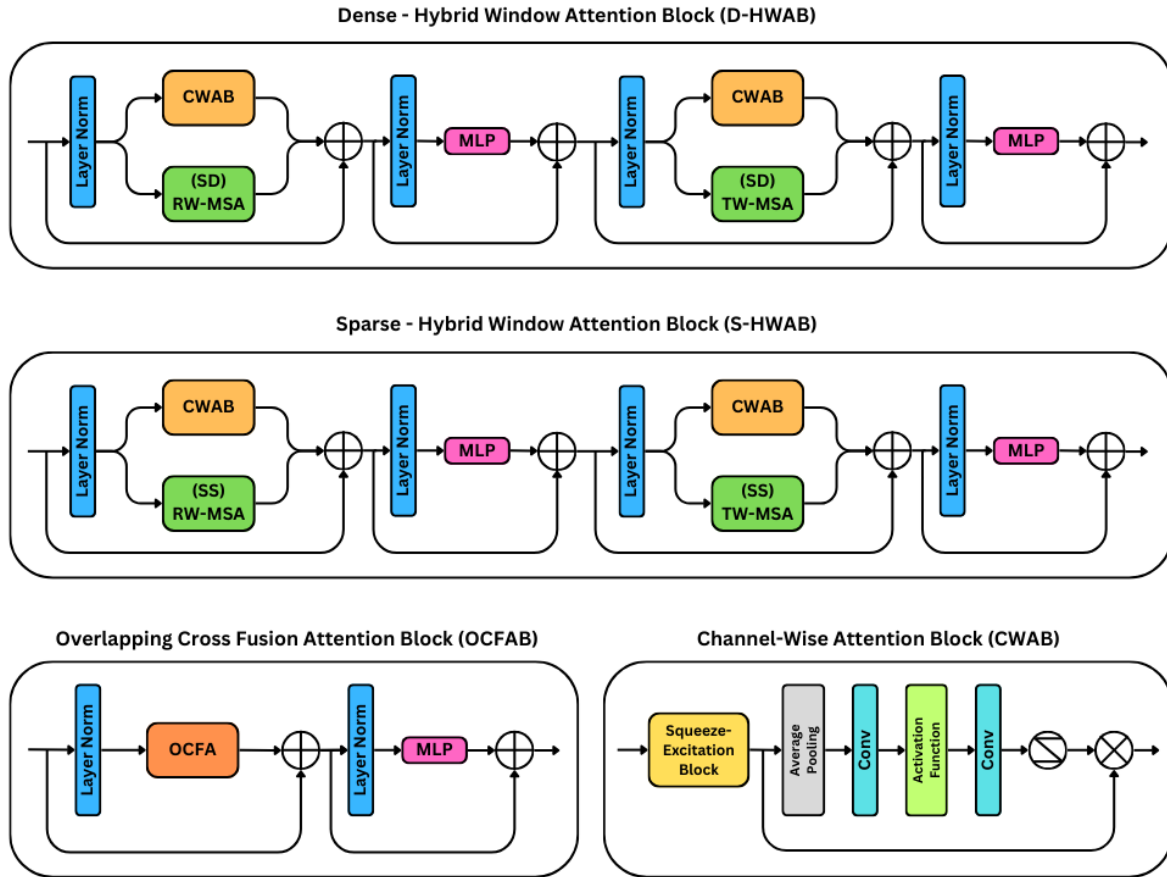 Dense - Hybrid Window Attention Block (D-HWAB)
Layer Norm
CWAB
(SD)
RW-MSA
Layer Norm
MLP
Layer Norm
CWAB
(SD)
TW-MSA
Layer Norm
MLP
Sparse - Hybrid Window Attention Block (S-HWAB)
Layer Norm
CWAB
(SS)
RW-MSA
Layer Norm
MLP
Layer Norm
CWAB
(SS)
TW-MSA
Layer Norm
MLP
Overlapping Cross Fusion Attention Block (OCFAB)
Layer Norm
OCFA
Layer Norm
MLP
Channel-Wise Attention Block (CWAB)
Squeeze-
Excitation
Block
Average
Pooling
Conv
Activation
Function
Conv